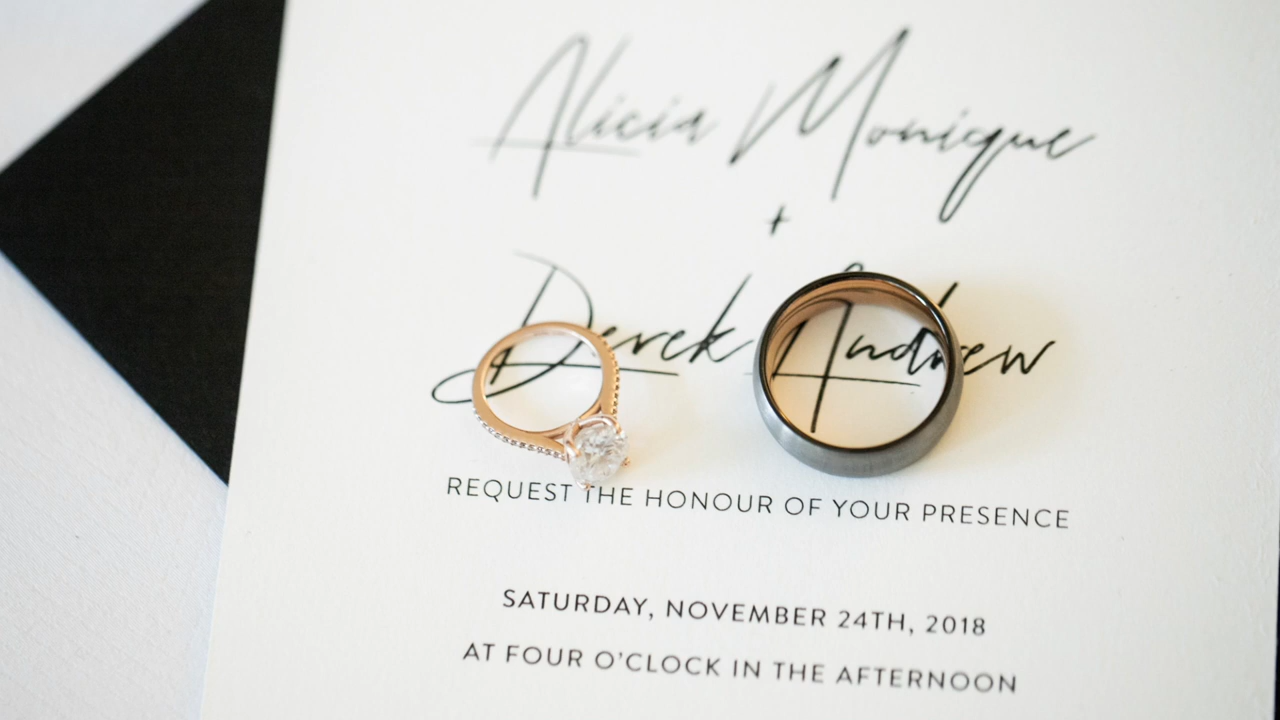 Alicia Monique
+
Derek Andrew
REQUEST THE HONOUR OF YOUR PRESENCE
SATURDAY, NOVEMBER 24TH, 2018
AT FOUR O'CLOCK IN THE AFTERNOON